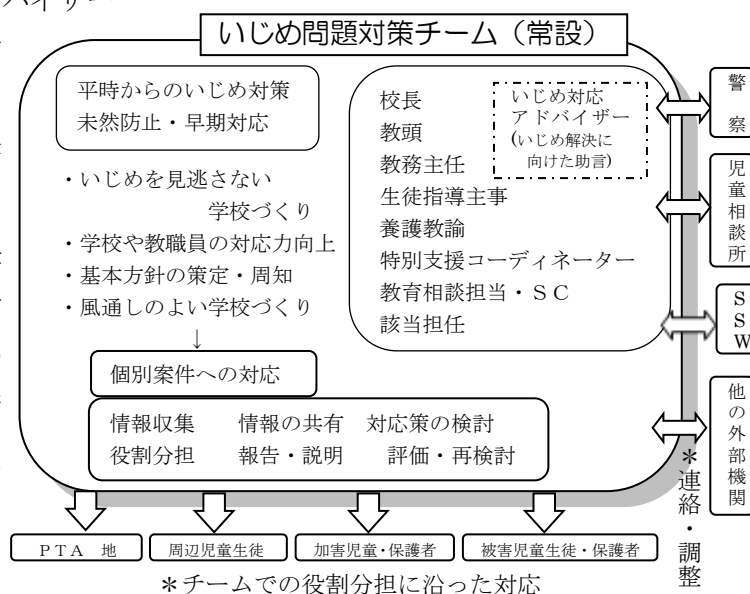 バイザー
いじめ問題対策チーム（常設）
平時からのいじめ対策
未然防止・早期対応
・いじめを見逃さない
学校づくり
・学校や教職員の対応力向上
・基本方針の策定・周知
・風通しのよい学校づくり
↓
個別案件への対応
情報収集　情報の共有　対応策の検討
役割分担　報告・説明　評価・再検討
校長
教頭
教務主任
生徒指導主事
養護教諭
特別支援コーディネーター
教育相談担当・ＳＣ
該当担任
いじめ対応
アドバイザー
(いじめ解決に
向けた助言)
警察
児童相談所
ＳＳＷ
他の外部機関
＊連絡・調整
ＰＴＡ　地
周辺児童生徒
加害児童・保護者
被害児童生徒・保護者
＊チームでの役割分担に沿った対応